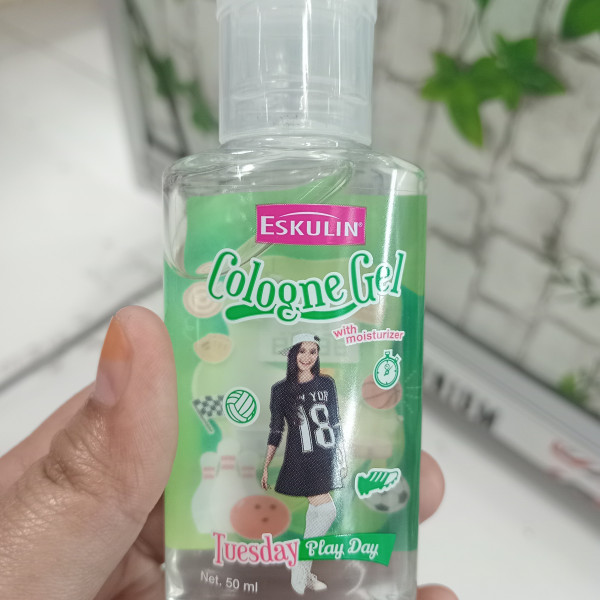 ESKULIN®
Cologne Gel
with moisturizer
18
Tuesday Play Day
Net. 50 ml